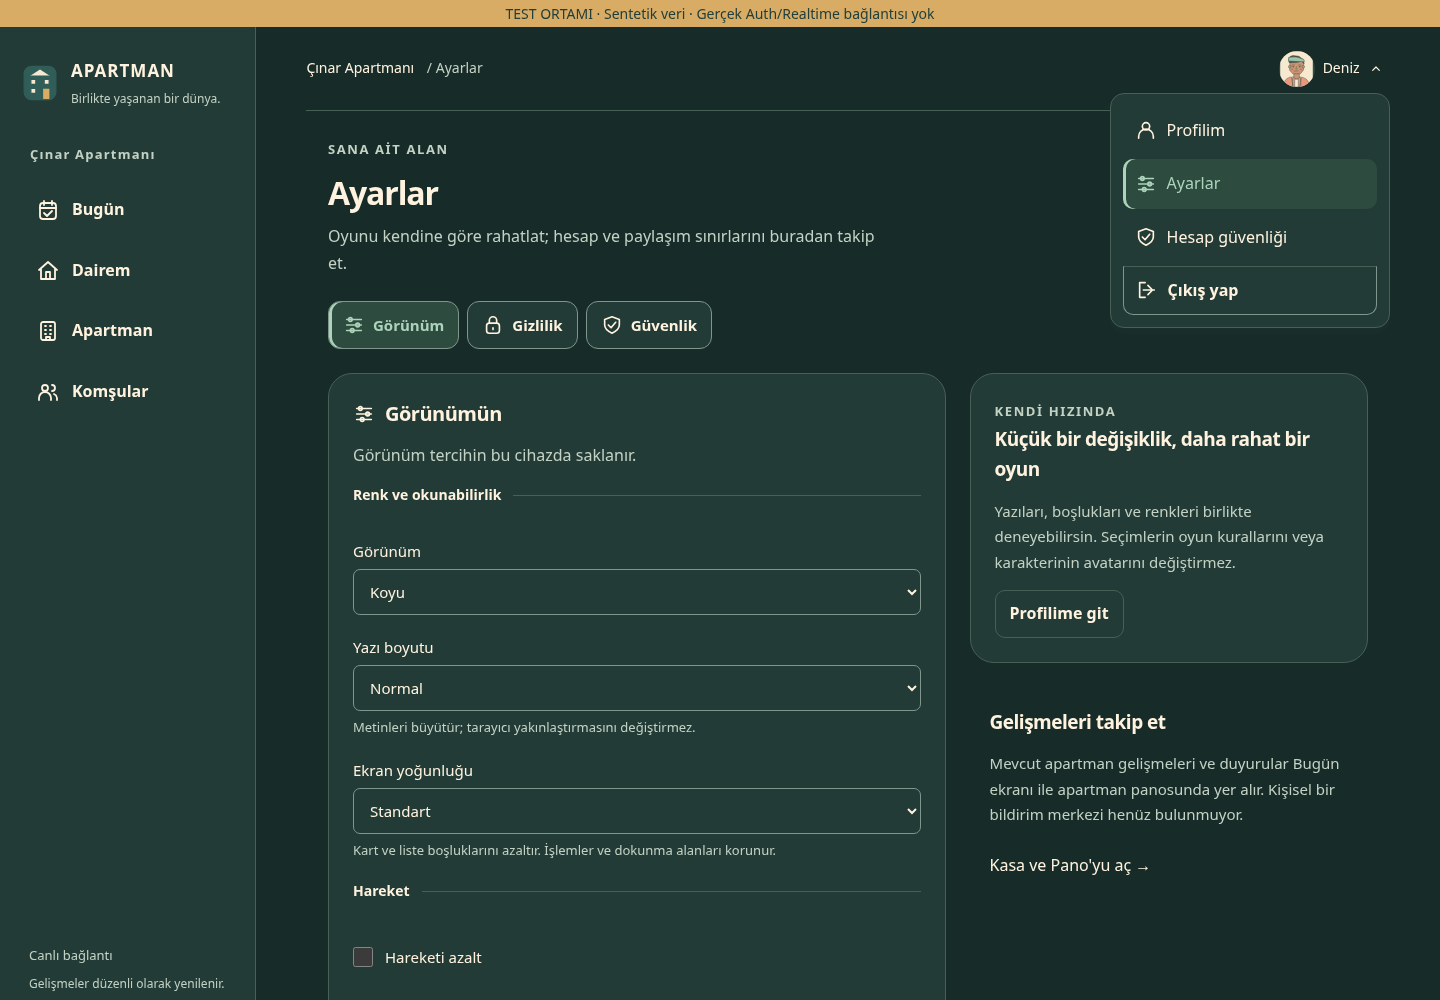 TEST ORTAMI · Sentetik veri · Gerçek Auth/Realtime bağlantısı yok
APARTMAN
Birlikte yaşanan bir dünya.
Çınar Apartmanı
Bugün
Dairem
Apartman
Komşular
Canlı bağlantı
Gelişmeler düzenli olarak yenilenir.
Çınar Apartmanı / Ayarlar
Deniz
Profilim
Ayarlar
Hesap güvenliği
Çıkış yap
SANA AİT ALAN
Ayarlar
Oyunu kendine göre rahatlat; hesap ve paylaşım sınırlarını buradan takip
et.
Görünüm
Gizlilik
Güvenlik
Görünümün
Görünüm tercihin bu cihazda saklanır.
Renk ve okunabilirlik
Görünüm
Koyu
Yazı boyutu
Normal
Metinleri büyütür; tarayıcı yakınlaştırmasını değiştirmez.
Ekran yoğunluğu
Standart
Kart ve liste boşluklarını azaltır. İşlemler ve dokunma alanları korunur.
Hareket
Hareketi azalt
KENDİ HIZINDA
Küçük bir değişiklik, daha rahat bir
oyun
Yazıları, boşlukları ve renkleri birlikte
deneyebilirsin. Seçimlerin oyun kurallarını veya
karakterinin avatarını değiştirmez.
Profilime git
Gelişmeleri takip et
Mevcut apartman gelişmeleri ve duyurular Bugün
ekranı ile apartman panosunda yer alır. Kişisel bir
bildirim merkezi henüz bulunmuyor.
Kasa ve Pano'yu aç →